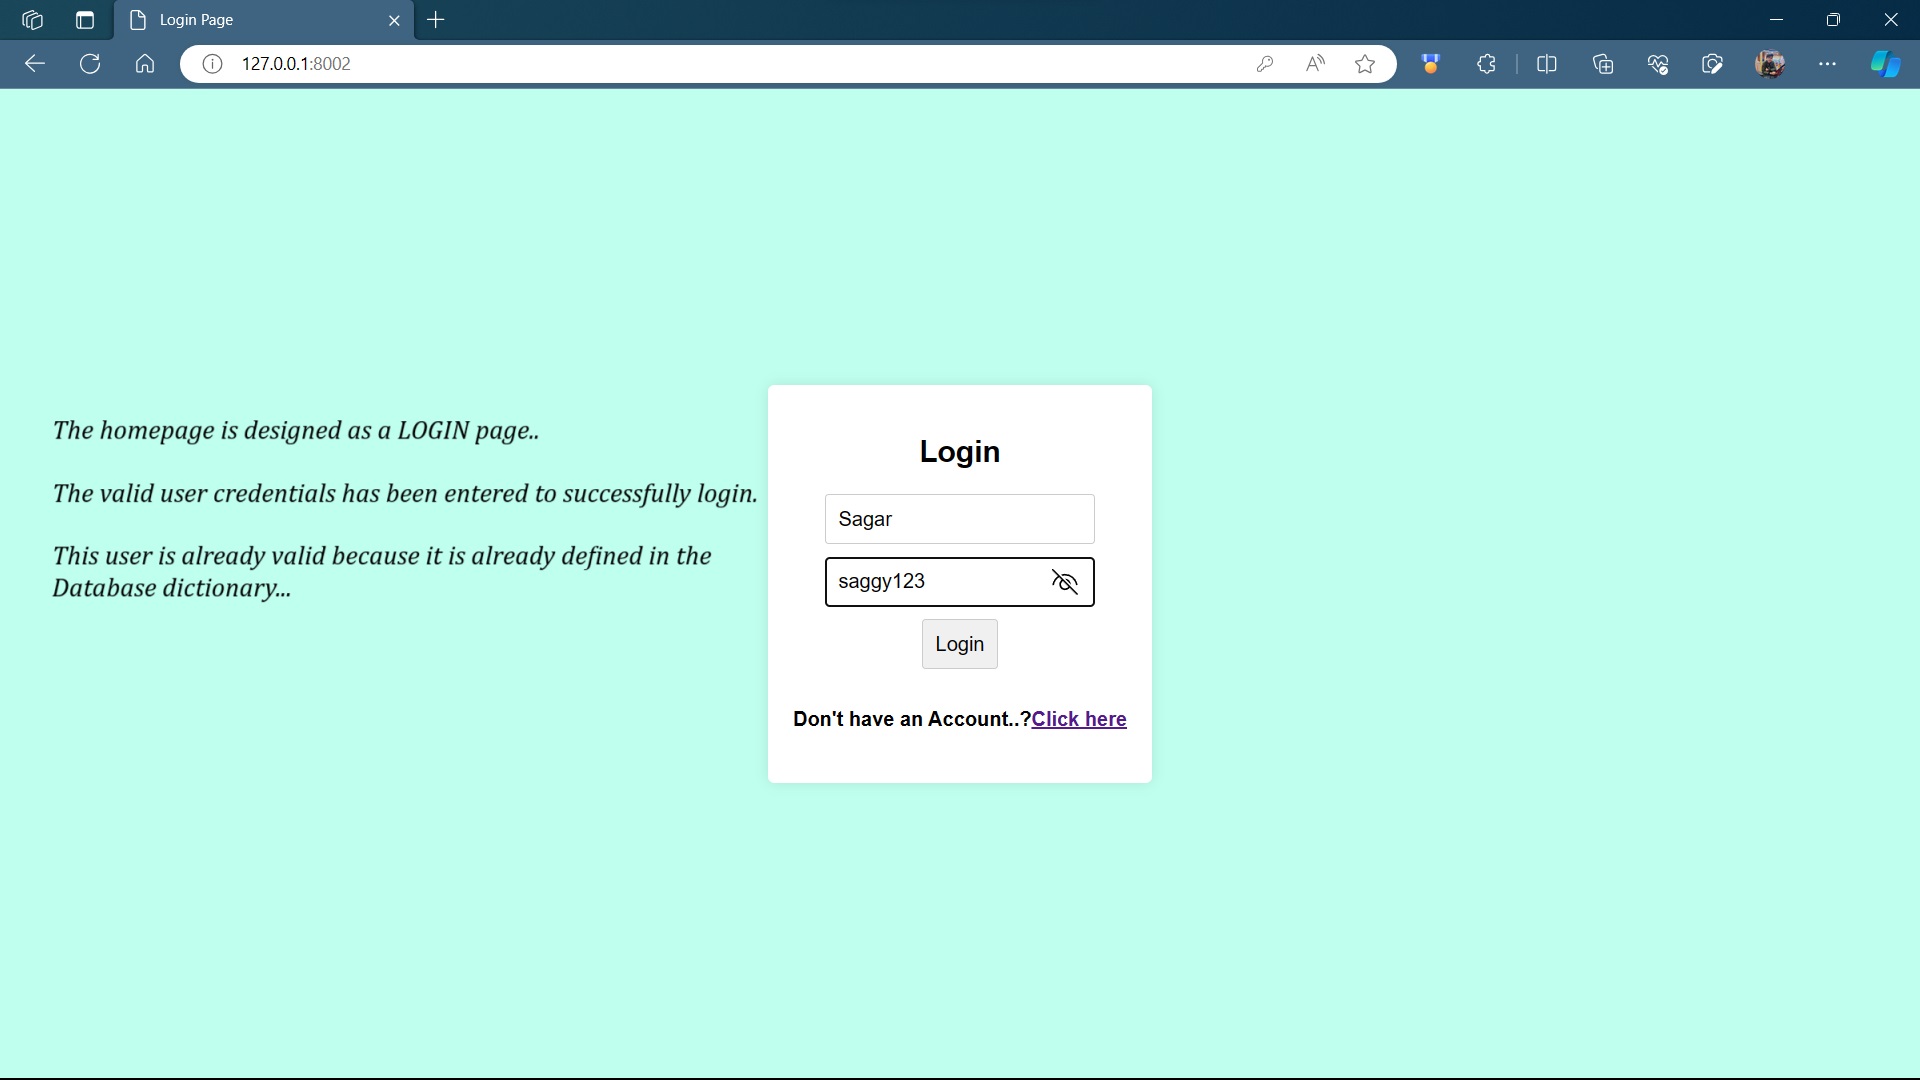 Login Page
127.0.0.1:8002
The homepage is designed as a LOGIN page..
The valid user credentials has been entered to successfully login.
This user is already valid because it is already defined in the
Database dictionary...
Login
Sagar
saggy123
Login
Don't have an Account..?Click here